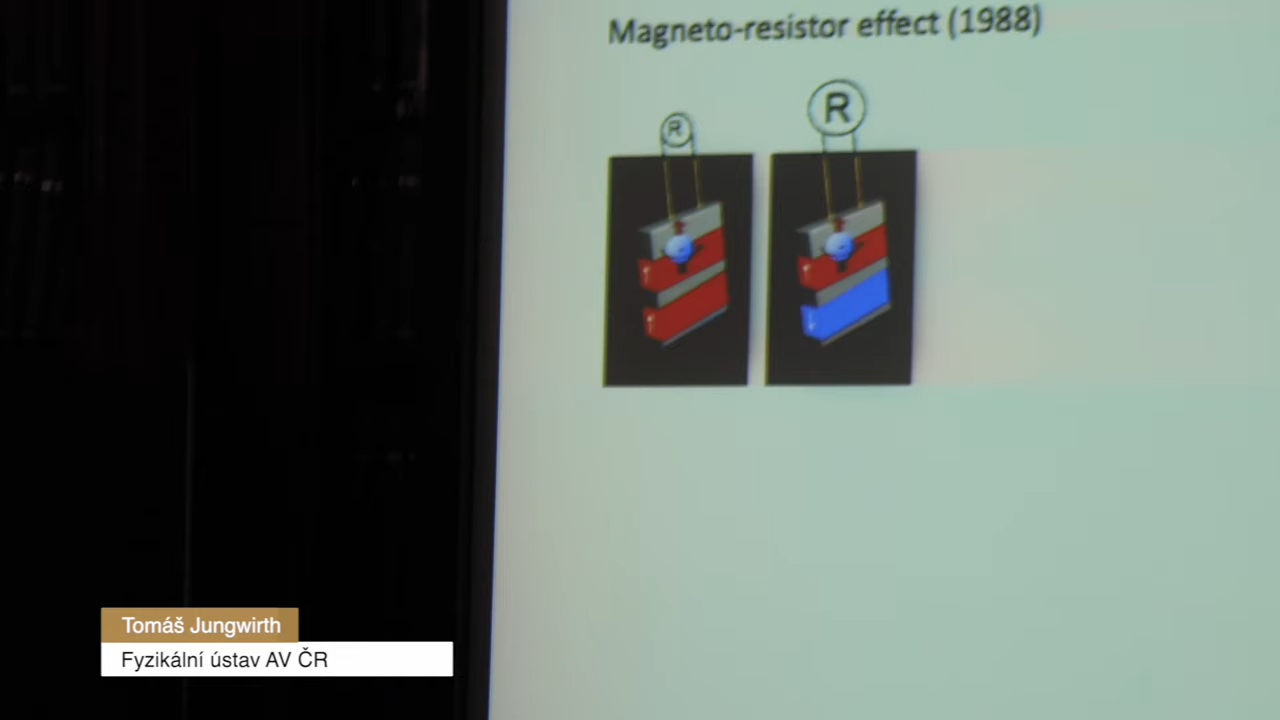 Magneto-resistor effect (1988)
R
R
Tomáš Jungwirth
Fyzikální ústav AV ČR